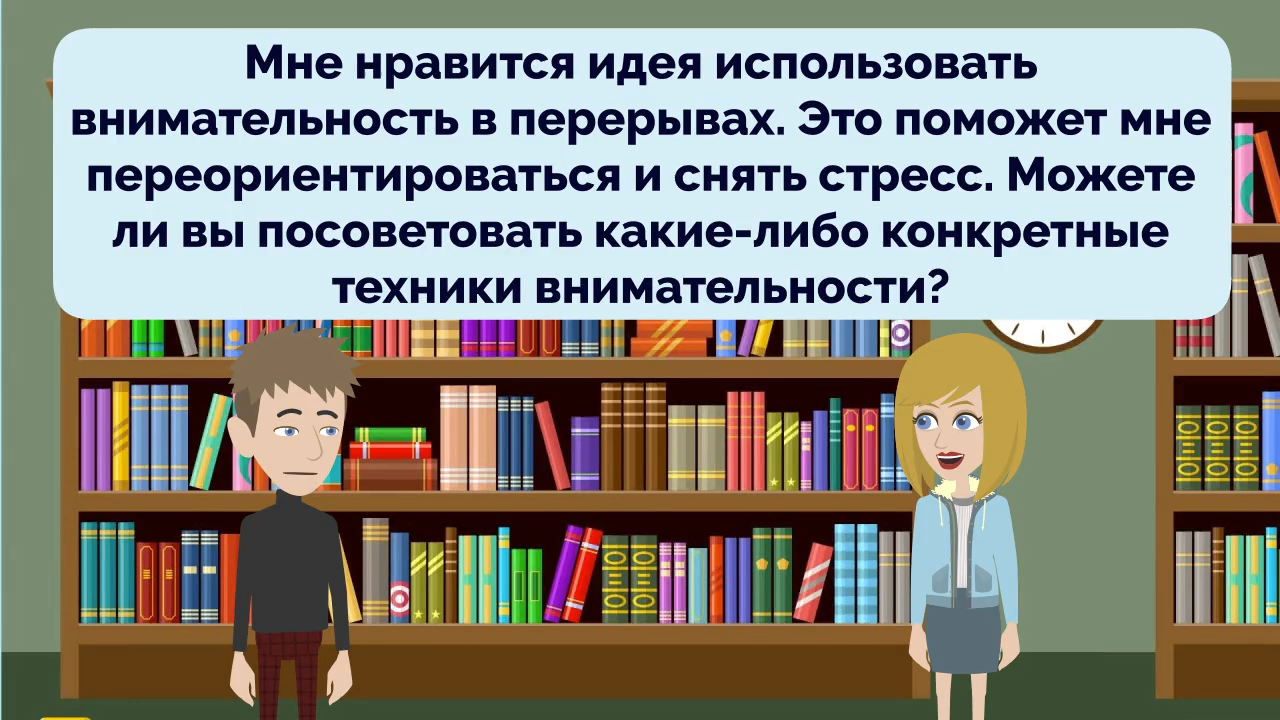 Мне нравится идея использовать
внимательность в перерывах. Это поможет мне
переориентироваться и снять стресс. Можете
ли вы посоветовать какие-либо конкретные
техники внимательности?